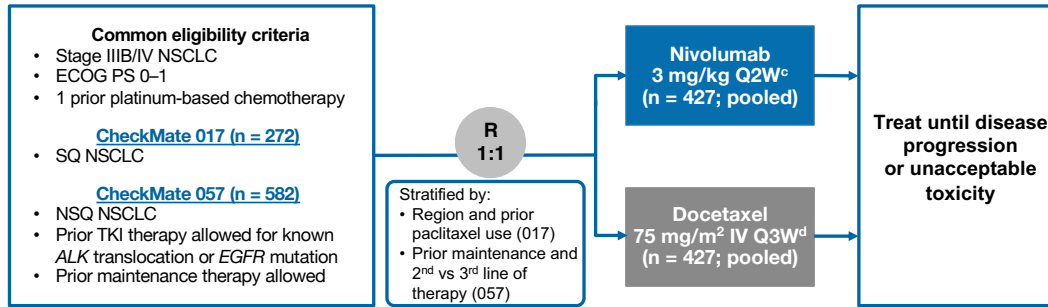 Common eligibility criteria
• Stage IIIB/IV NSCLC
• ECOG PS 0–1
• 1 prior platinum-based chemotherapy
CheckMate 017 (n = 272)
• SQ NSCLC
CheckMate 057 (n = 582)
• NSQ NSCLC
• Prior TKI therapy allowed for known
ALK translocation or EGFR mutation
• Prior maintenance therapy allowed
R
1:1
Stratified by:
• Region and prior
paclitaxel use (017)
• Prior maintenance and
2nd vs 3rd line of
therapy (057)
Nivolumab
3 mg/kg Q2Wc
(n = 427; pooled)
Docetaxel
75 mg/m2 IV Q3Wd
(n = 427; pooled)
Treat until disease
progression
or unacceptable
toxicity